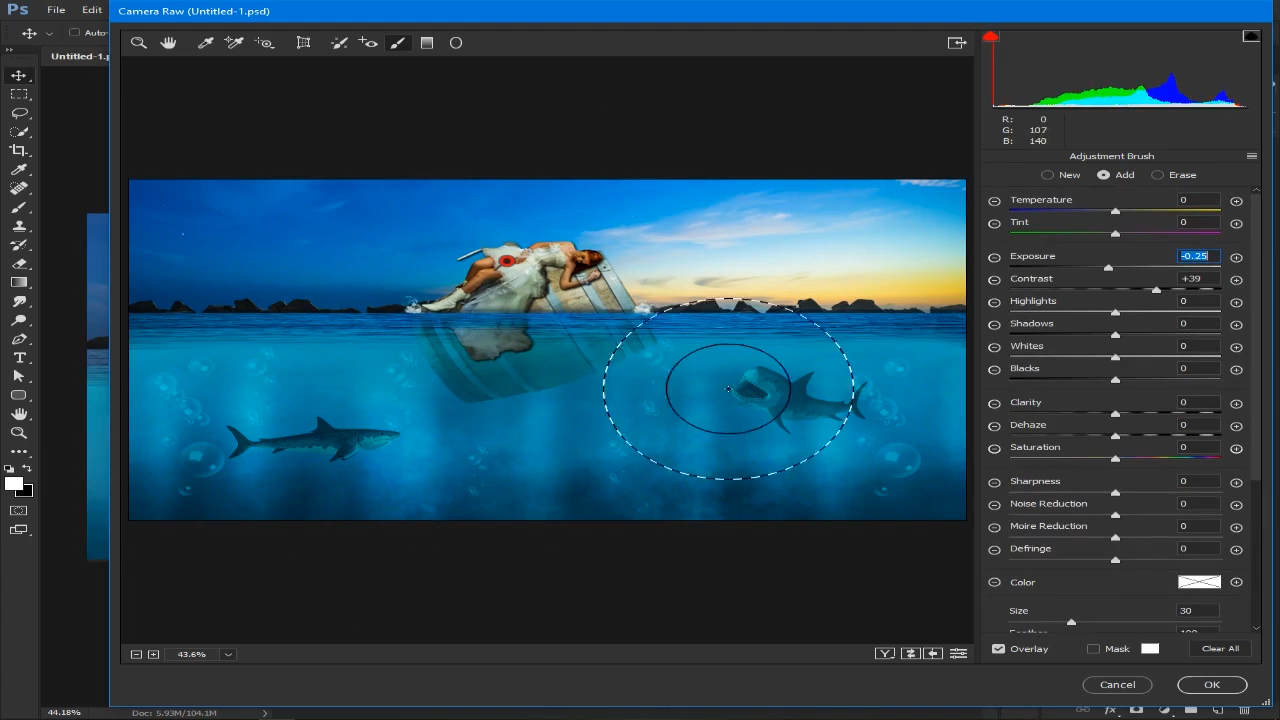 Ps File Edit Camera Raw (Untitled-1.psd)
Auto-
Untitled-1.p
R: 0
G: 107
B: 140
Adjustment Brush
New Add Erase
Temperature 0
Tint 0
Exposure -0.25
Contrast +39
Highlights 0
Shadows 0
Whites 0
Blacks 0
Clarity 0
Dehaze 0
Saturation 0
Sharpness 0
Noise Reduction 0
Moire Reduction 0
Defringe 0
Color
Size 30
Feather 100
Overlay Mask Clear All
43.6% Y
Cancel OK
44.18% Doc: 5.93M/104.1M fx